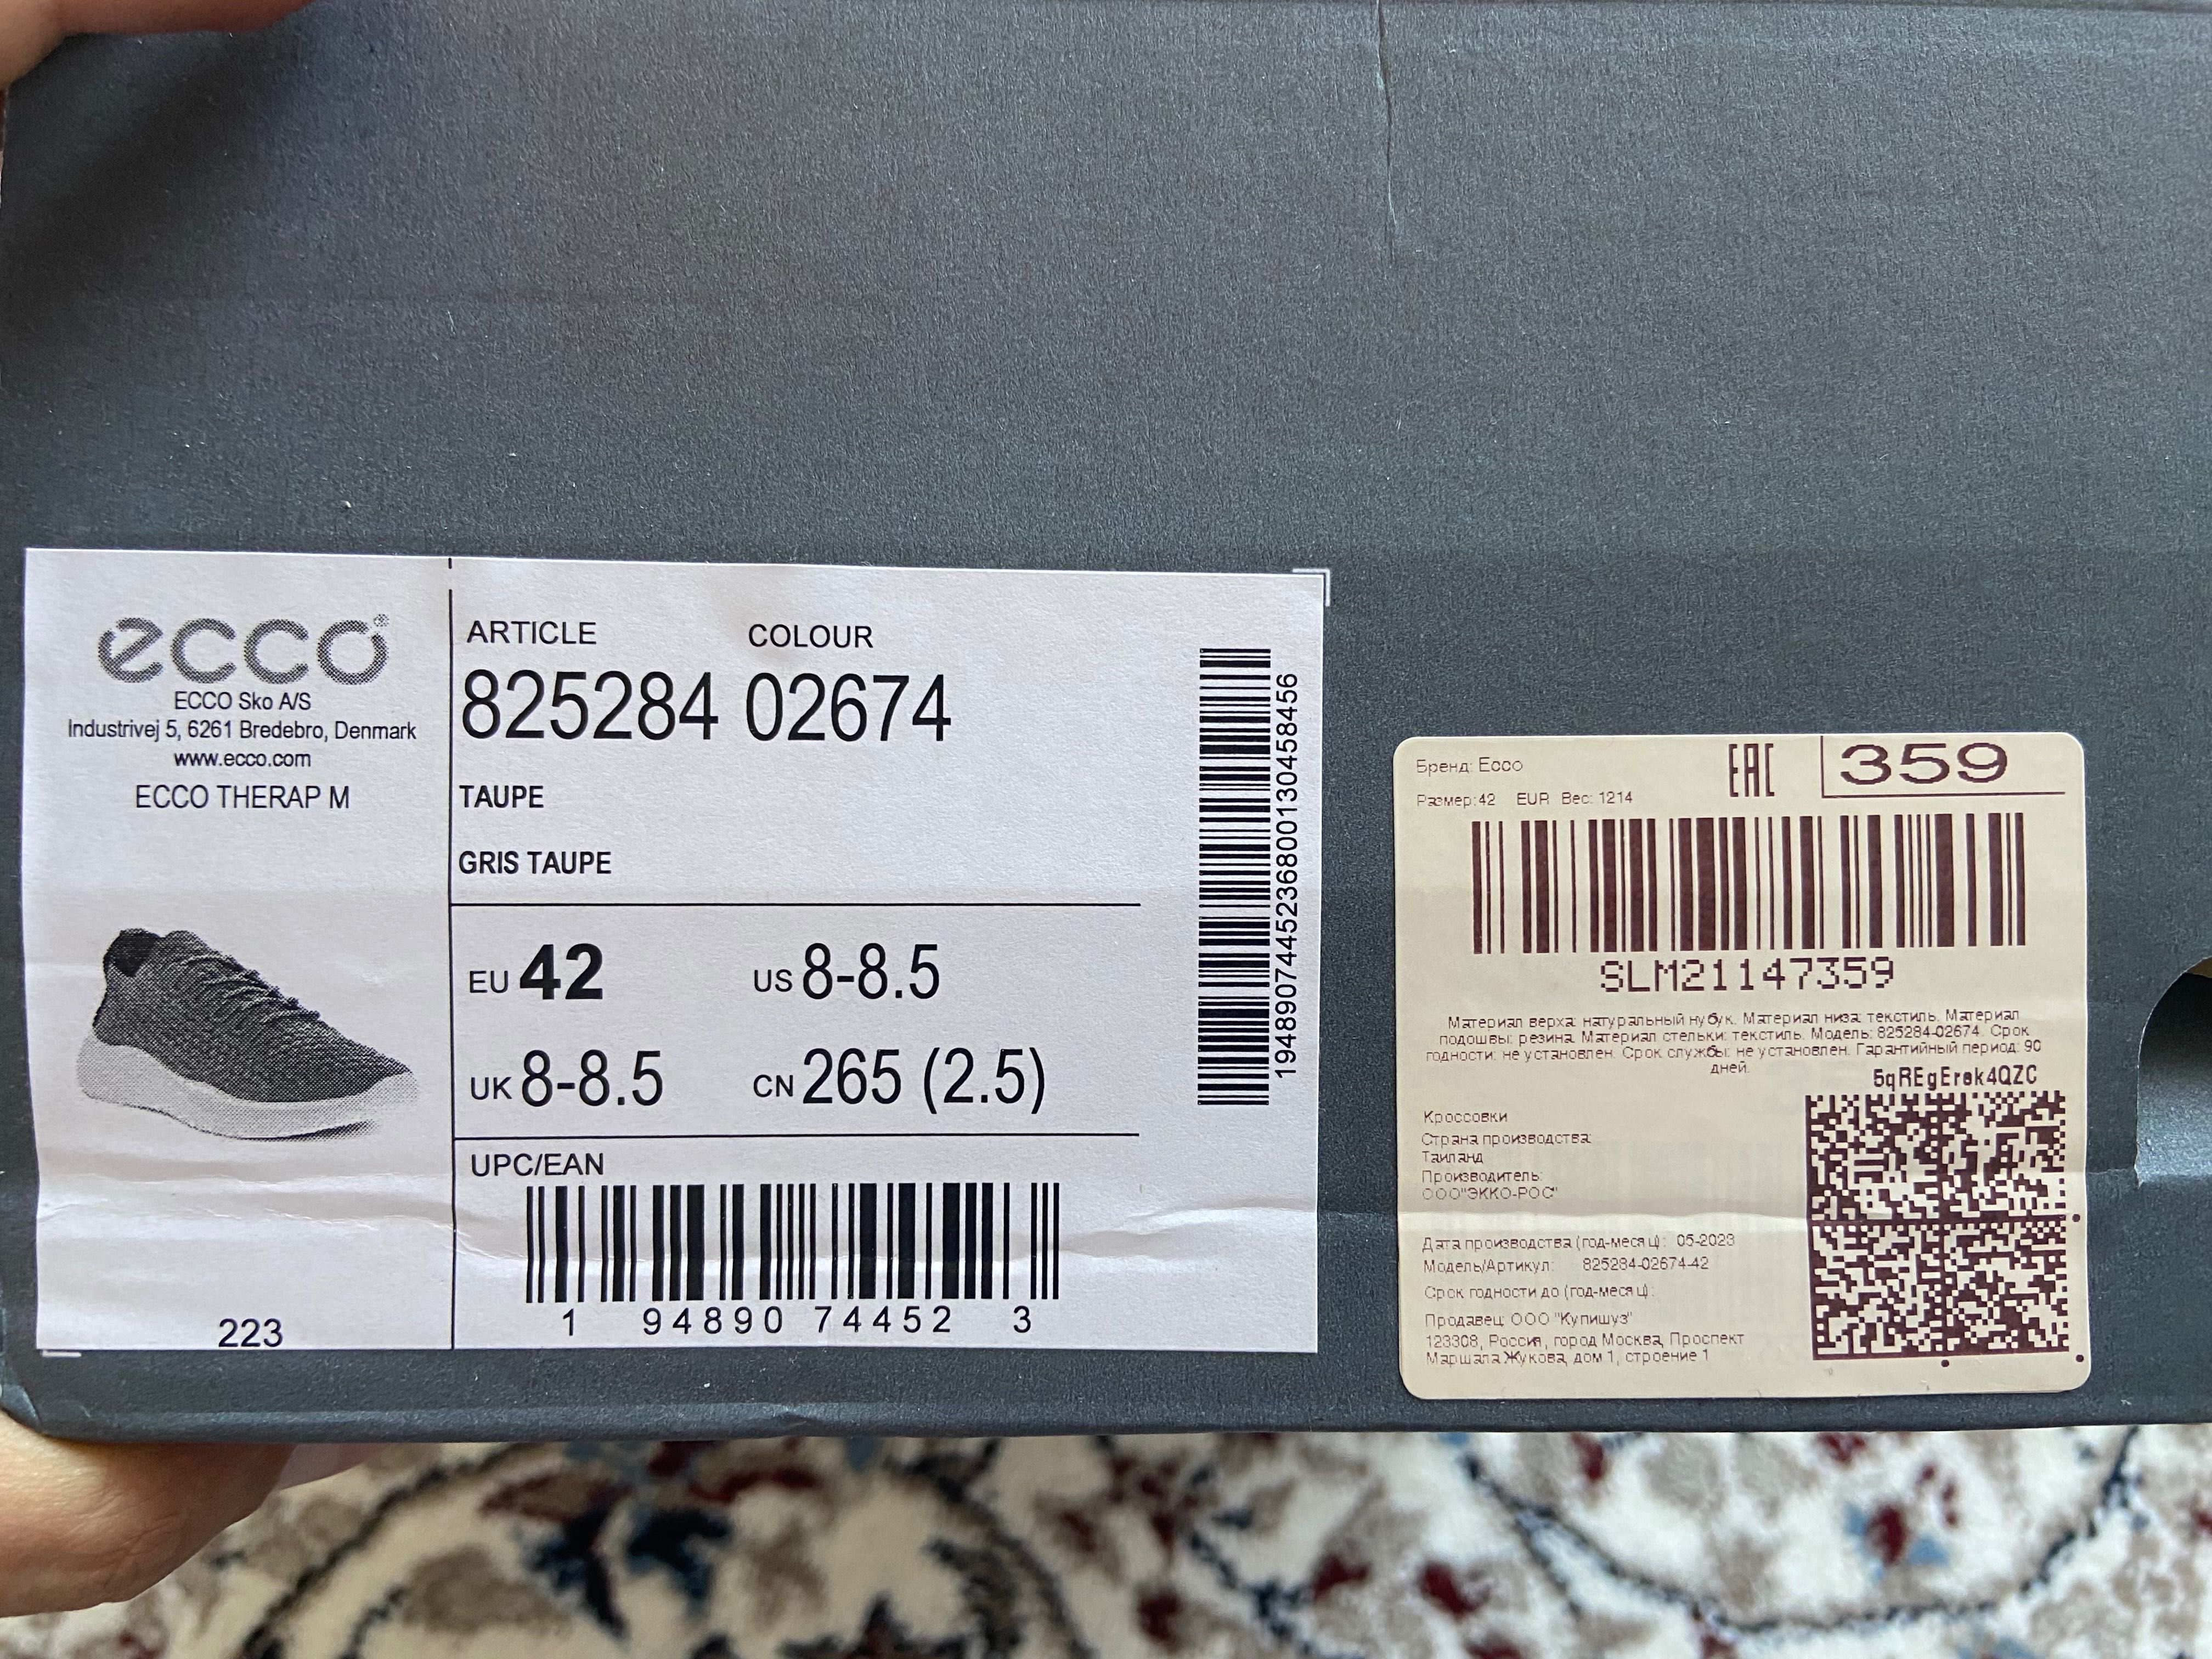 ecco®
ECCO Sko A/S
Industrivej 5, 6261 Bredebro, Denmark
www.ecco.com
ECCO THERAP M
223
ARTICLE COLOUR
825284 02674
TAUPE
GRIS TAUPE
EU 42 US 8-8.5
UK 8-8.5 CN 265 (2.5)
UPC/EAN
1 94890 74452 3
1948907445236800130458456
Бренд: Ecco
EAC
359
Размер:42 EUR Вес: 1214
SLM21147359
Материал верха: натуральный нубук. Материал низа: текстиль. Материал
подошвы: резина. Материал стельки: текстиль. Модель: 825284-02674. Срок
годности: не установлен. Срок службы: не установлен. Гарантийный период: 90
дней.
5qREgErek4QZC
Кроссовки
Страна производства:
Таиланд
Производитель:
ООО"ЭККО-РОС"
Дата производства (год-месяц): 05-2023
Модель/Артикул: 825284-02674-42
Срок годности до (год-месяц):
Продавец: ООО "Купишуз"
123308, Россия, город Москва, Проспект
Маршала Жукова, дом 1, строение 1